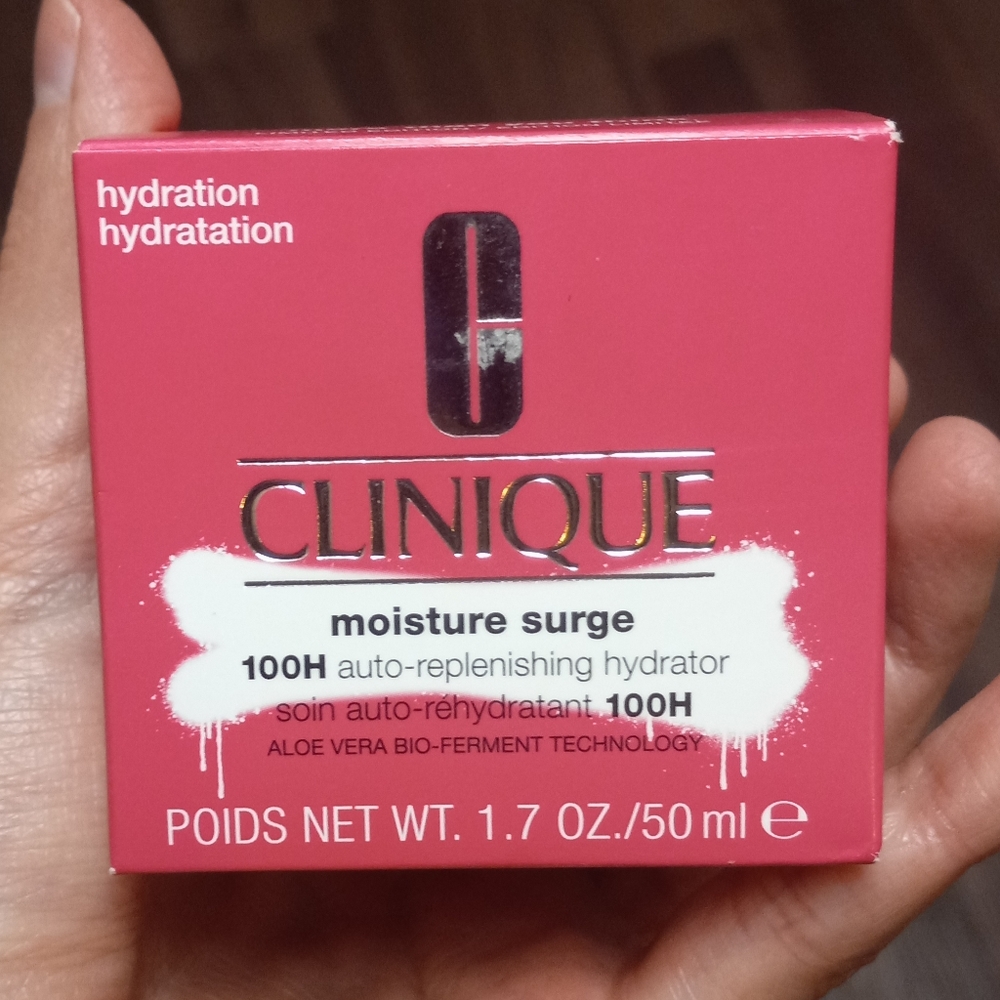 hydration
hydratation
CLINIQUE
moisture surge
100H auto-replenishing hydrator
soin auto-réhydratant 100H
ALOE VERA BIO-FERMENT TECHNOLOGY
POIDS NET WT. 1.7 OZ./50 ml ℮